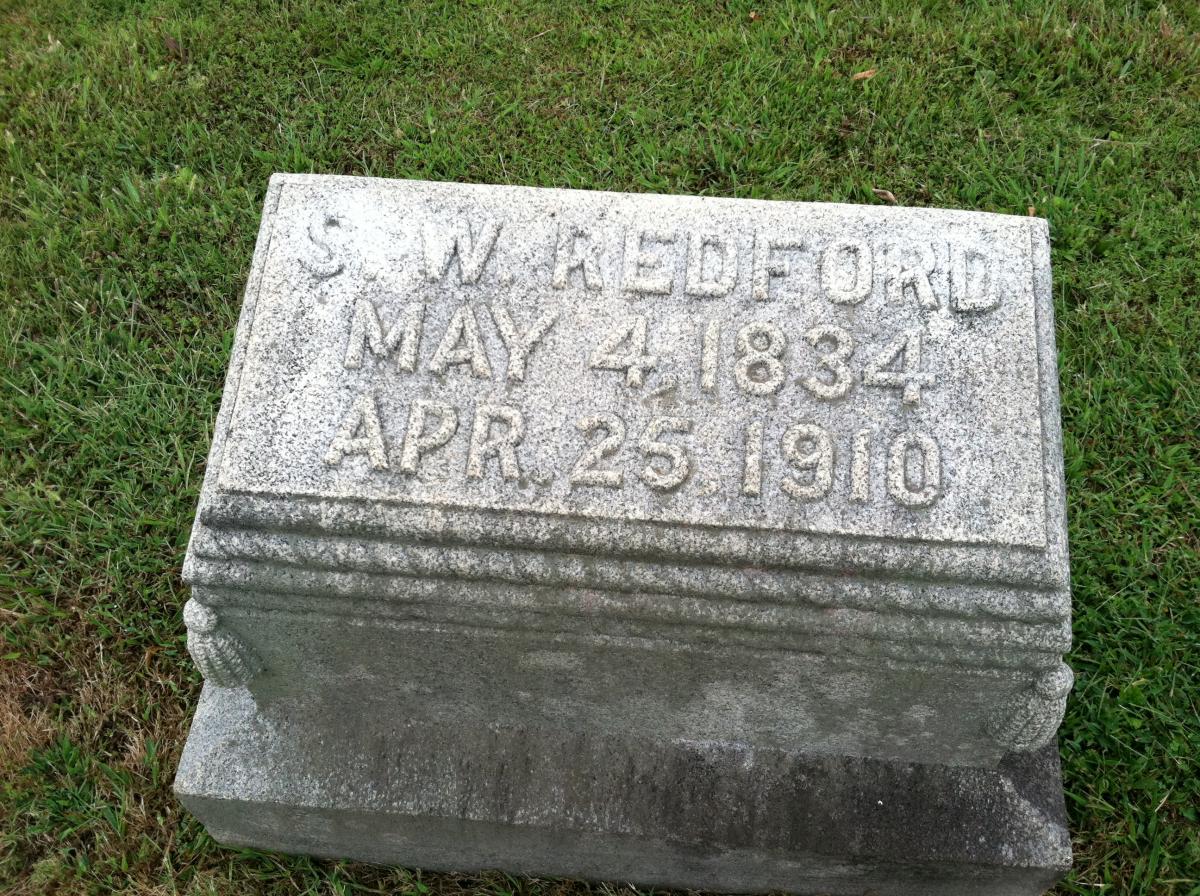 S. W. REDFORD
MAY 4, 1834
APR. 25, 1910